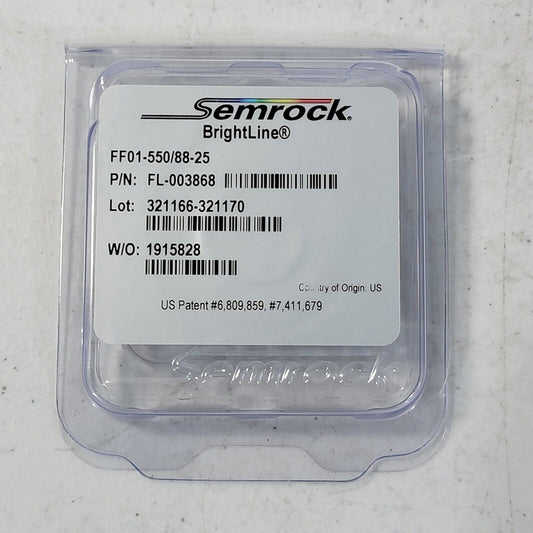 Semrock®
BrightLine®
FF01-550/88-25
P/N: FL-003868
Lot: 321166-321170
W/O: 1915828
Country of Origin: US
US Patent #6,809,859, #7,411,679
Semrock